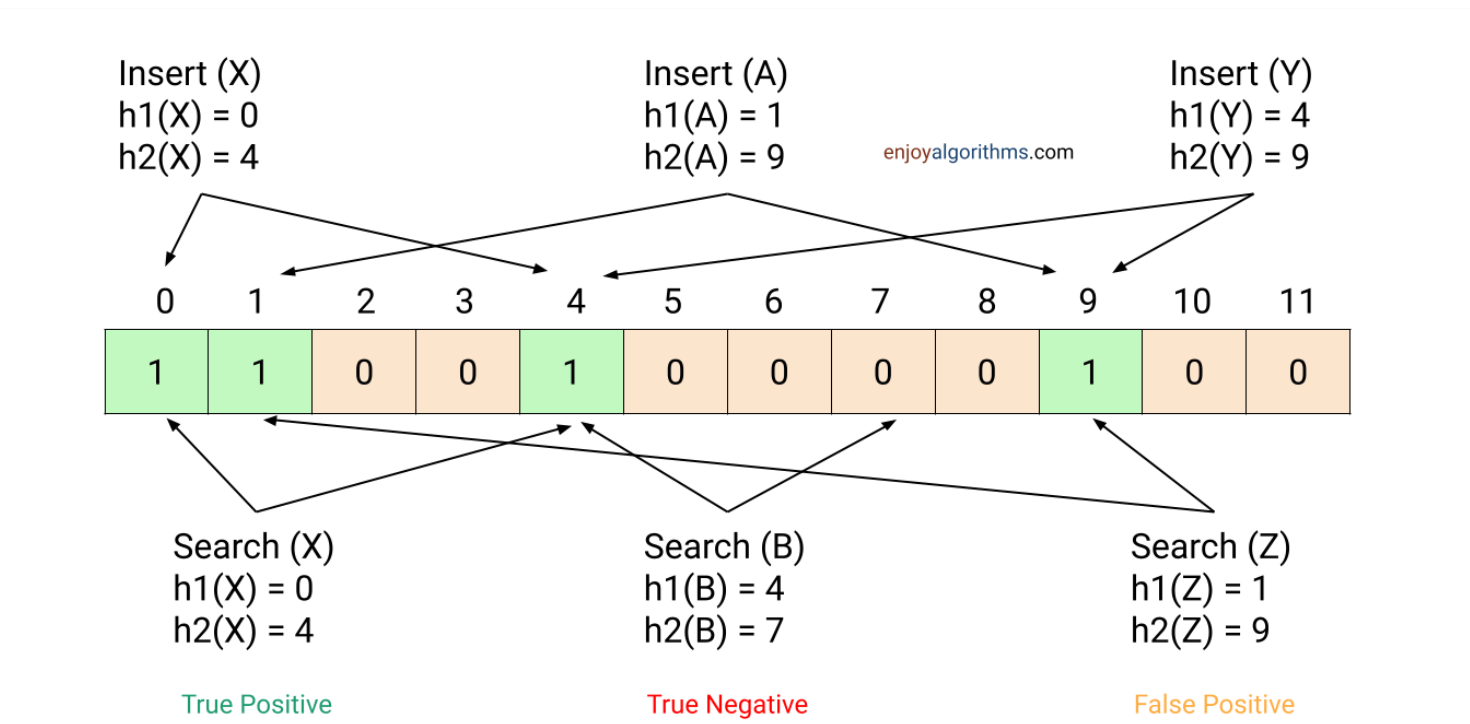 Insert (X)
h1(X) = 0
h2(X) = 4
Insert (A)
h1(A) = 1
h2(A) = 9
enjoyalgorithms.com
Insert (Y)
h1(Y) = 4
h2(Y) = 9
0 1 2 3 4 5 6 7 8 9 10 11
1 1 0 0 1 0 0 0 0 1 0 0
Search (X)
h1(X) = 0
h2(X) = 4
True Positive
Search (B)
h1(B) = 4
h2(B) = 7
True Negative
Search (Z)
h1(Z) = 1
h2(Z) = 9
False Positive